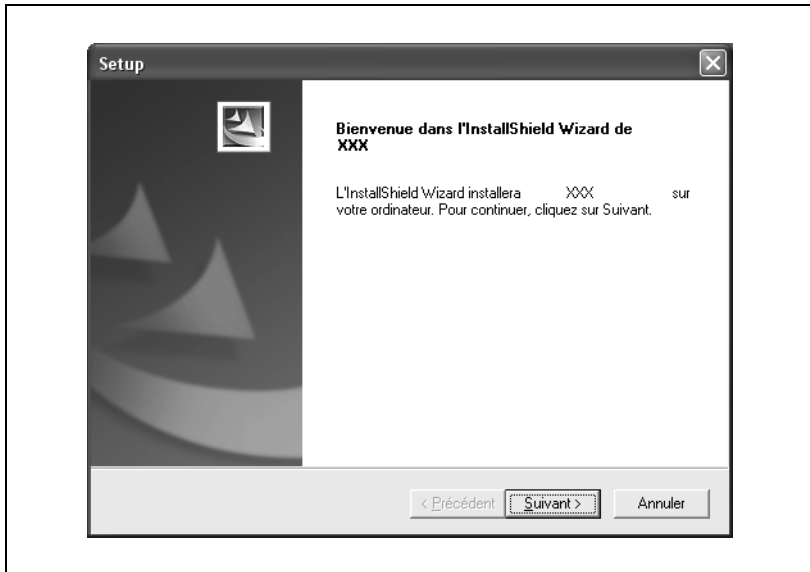 Setup
Bienvenue dans l'InstallShield Wizard de
XXX
L'InstallShield Wizard installera XXX sur
votre ordinateur. Pour continuer, cliquez sur Suivant.
< Précédent Suivant > Annuler